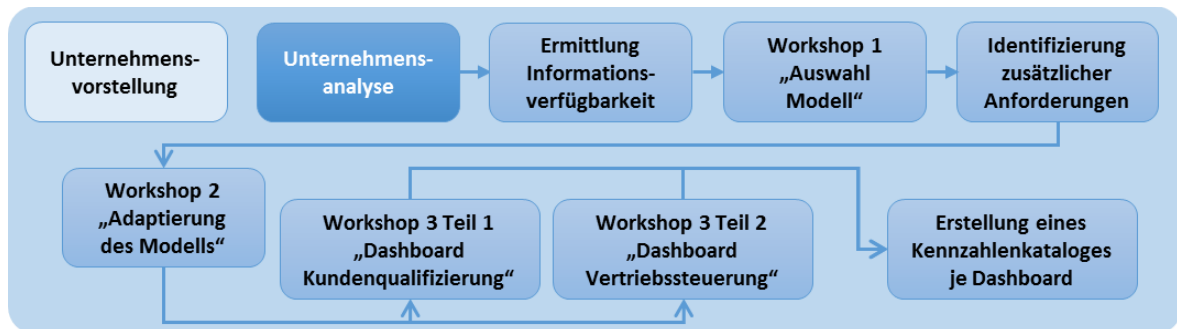 Unternehmens-
vorstellung
Unternehmens-
analyse
Ermittlung
Informations-
verfügbarkeit
Workshop 1
„Auswahl
Modell“
Identifizierung
zusätzlicher
Anforderungen
Workshop 2
„Adaptierung
des Modells“
Workshop 3 Teil 1
„Dashboard
Kundenqualifizierung“
Workshop 3 Teil 2
„Dashboard
Vertriebssteuerung“
Erstellung eines
Kennzahlenkataloges
je Dashboard